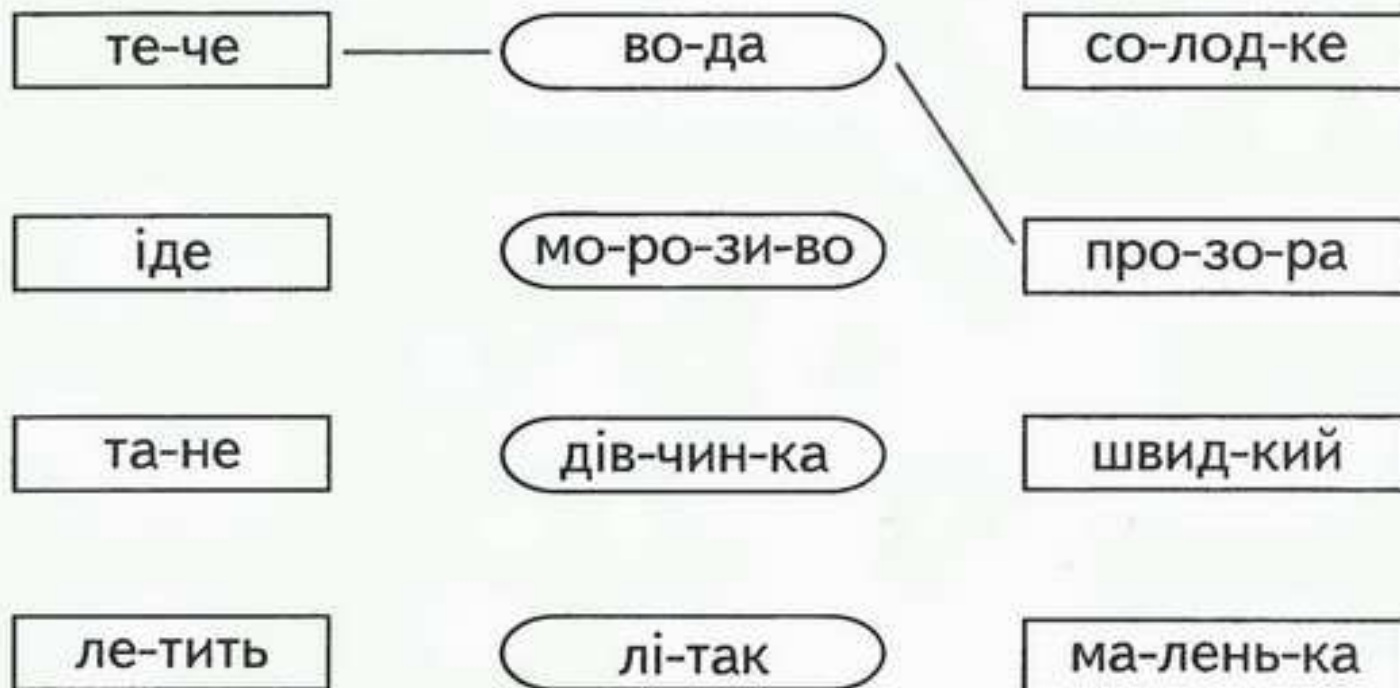 те-че во-да со-лод-ке
іде мо-ро-зи-во про-зо-ра
та-не дів-чин-ка швид-кий
ле-тить лі-так ма-лень-ка